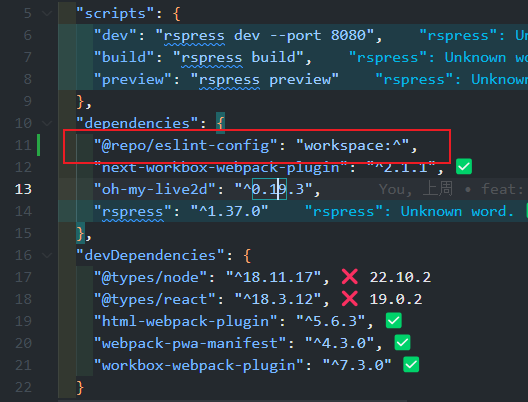 5 "scripts": {
6 "dev": "rspress dev --port 8080", "rspress": Un
7 "build": "rspress build", "rspress": Unknown wor
8 "preview": "rspress preview" "rspress": Unknown
9 },
10 "dependencies": {
11 "@repo/eslint-config": "workspace:^",
12 "next-workbox-webpack-plugin": "^2.1.1", ✅
13 "oh-my-live2d": "^0.19.3", You, 上周 • feat:
14 "rspress": "^1.37.0" "rspress": Unknown word.
15 },
16 "devDependencies": {
17 "@types/node": "^18.11.17", ❌ 22.10.2
18 "@types/react": "^18.3.12", ❌ 19.0.2
19 "html-webpack-plugin": "^5.6.3", ✅
20 "webpack-pwa-manifest": "^4.3.0", ✅
21 "workbox-webpack-plugin": "^7.3.0" ✅
22 }